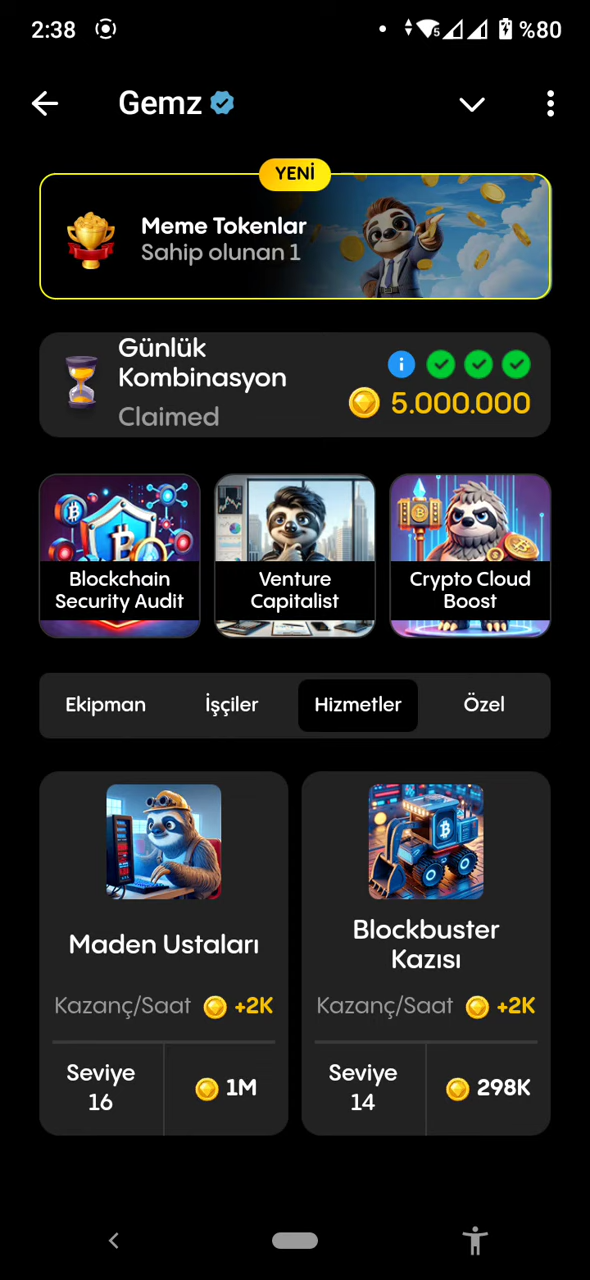 2:38
%80
Gemz
YENİ
Meme Tokenlar
Sahip olunan 1
Günlük
Kombinasyon
Claimed
5.000.000
Blockchain
Security Audit
Venture
Capitalist
Crypto Cloud
Boost
Ekipman
İşçiler
Hizmetler
Özel
Maden Ustaları
Kazanç/Saat +2K
Seviye
16
1M
Blockbuster
Kazısı
Kazanç/Saat +2K
Seviye
14
298K